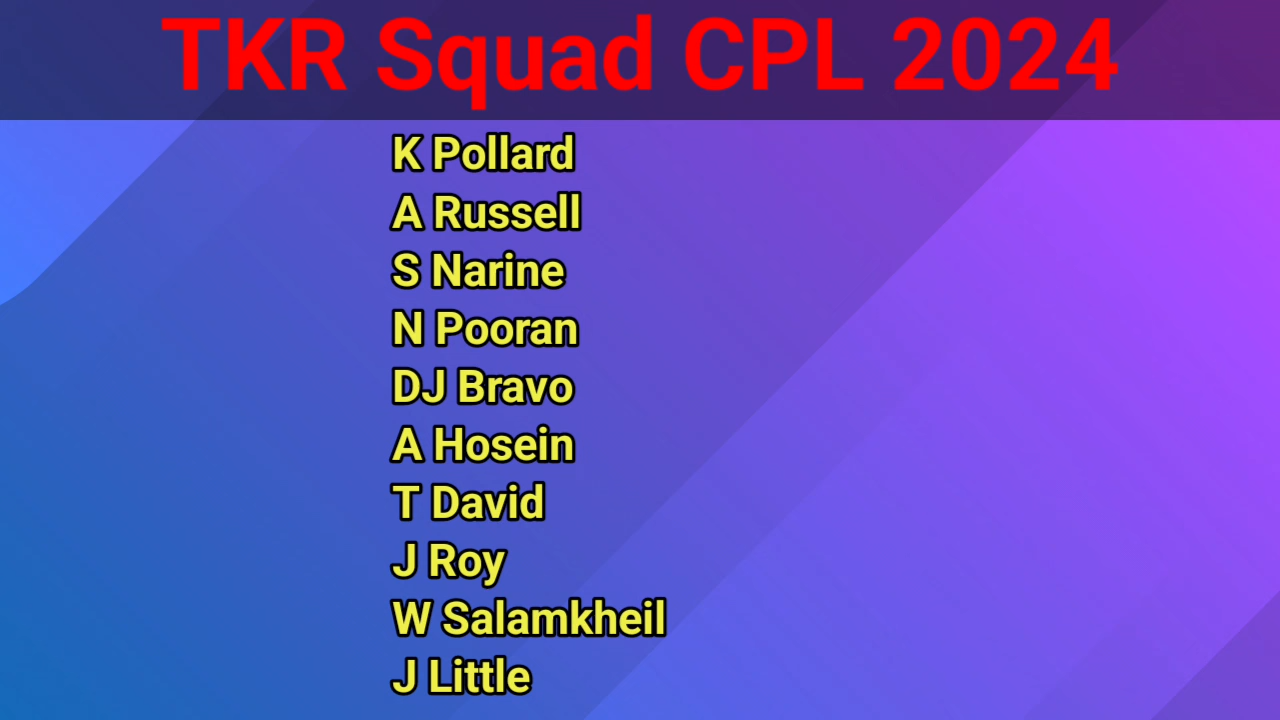 TKR Squad CPL 2024
K Pollard
A Russell
S Narine
N Pooran
DJ Bravo
A Hosein
T David
J Roy
W Salamkheil
J Little